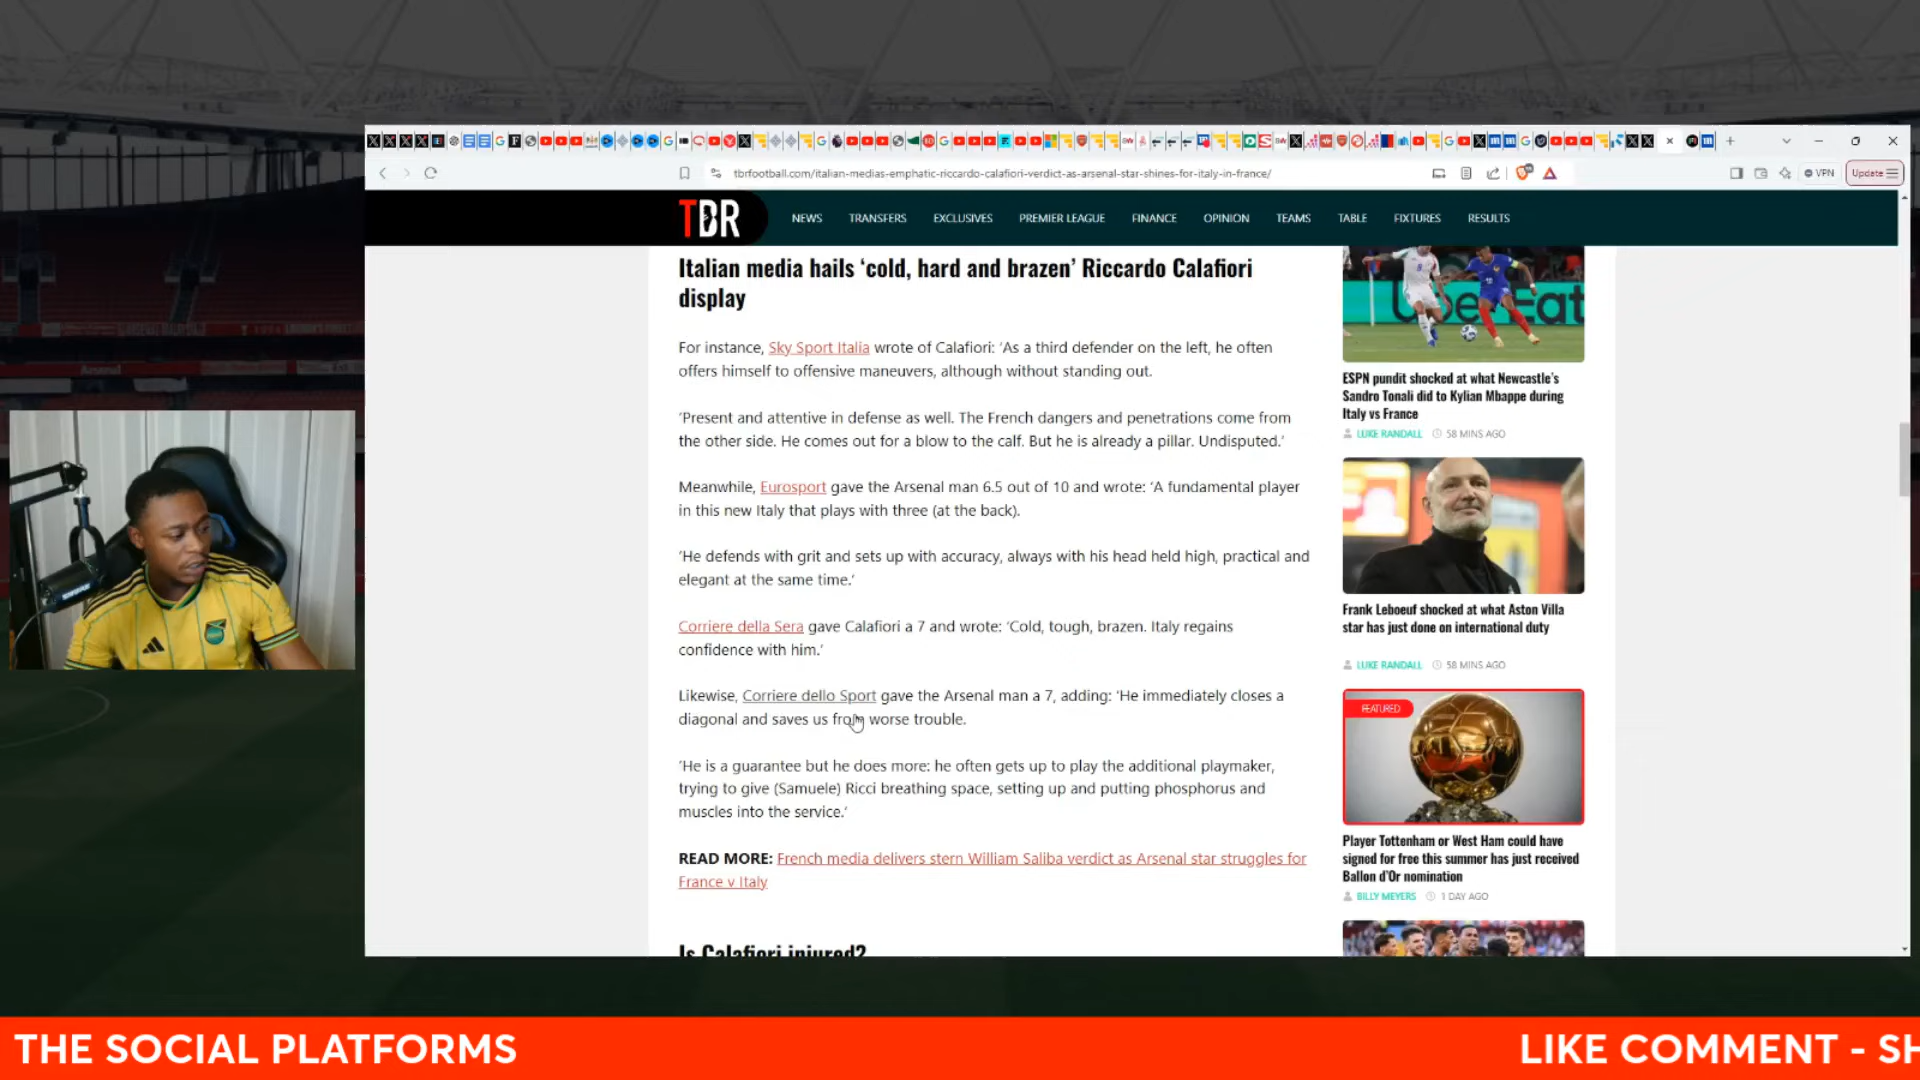 tbrfootball.com/italian-medias-emphatic-riccardo-calafiori-verdict-as-arsenal-star-shines-for-italy-in-france/
VPN
Update
TBR
NEWS
TRANSFERS
EXCLUSIVES
PREMIER LEAGUE
FINANCE
OPINION
TEAMS
TABLE
FIXTURES
RESULTS
Italian media hails ‘cold, hard and brazen’ Riccardo Calafiori
display
For instance, Sky Sport Italia wrote of Calafiori: ‘As a third defender on the left, he often
offers himself to offensive maneuvers, although without standing out.
‘Present and attentive in defense as well. The French dangers and penetrations come from
the other side. He comes out for a blow to the calf. But he is already a pillar. Undisputed.’
Meanwhile, Eurosport gave the Arsenal man 6.5 out of 10 and wrote: ‘A fundamental player
in this new Italy that plays with three (at the back).
‘He defends with grit and sets up with accuracy, always with his head held high, practical and
elegant at the same time.’
Corriere della Sera gave Calafiori a 7 and wrote: ‘Cold, tough, brazen. Italy regains
confidence with him.’
Likewise, Corriere dello Sport gave the Arsenal man a 7, adding: ‘He immediately closes a
diagonal and saves us from worse trouble.
‘He is a guarantee but he does more: he often gets up to play the additional playmaker,
trying to give (Samuele) Ricci breathing space, setting up and putting phosphorus and
muscles into the service.’
READ MORE: French media delivers stern William Saliba verdict as Arsenal star struggles for
France v Italy
Is Calafiori injured?
Uber Eat
ESPN pundit shocked at what Newcastle’s
Sandro Tonali did to Kylian Mbappe during
Italy vs France
LUKE RANDALL 58 MINS AGO
Frank Leboeuf shocked at what Aston Villa
star has just done on international duty
LUKE RANDALL 58 MINS AGO
FEATURED
Player Tottenham or West Ham could have
signed for free this summer has just received
Ballon d’Or nomination
BILLY MEYERS 1 DAY AGO
Arsenal
THE SOCIAL PLATFORMS
LIKE COMMENT - SH